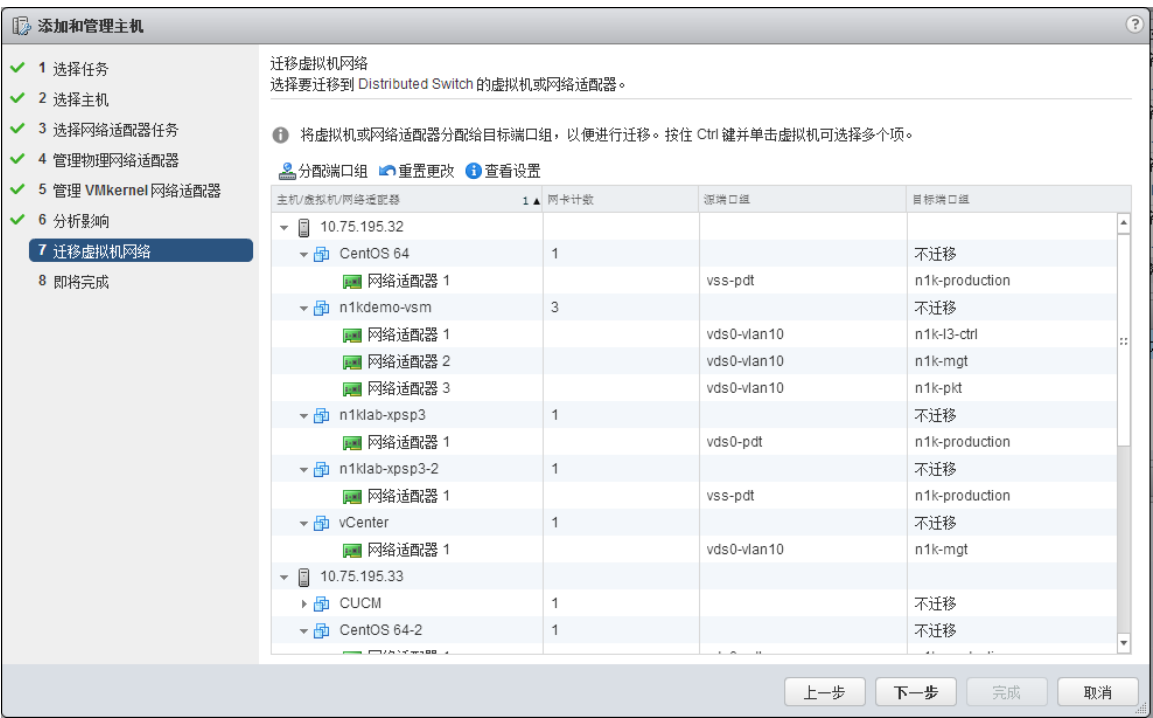 添加和管理主机
?
1 选择任务
2 选择主机
3 选择网络适配器任务
4 管理物理网络适配器
5 管理 VMkernel 网络适配器
6 分析影响
7 迁移虚拟机网络
8 即将完成
迁移虚拟机网络
选择要迁移到 Distributed Switch 的虚拟机或网络适配器。
将虚拟机或网络适配器分配给目标端口组，以便进行迁移。按住 Ctrl 键并单击虚拟机可选择多个项。
分配端口组 重置更改 查看设置
主机/虚拟机/网络适配器 1 ▲ 网卡计数 源端口组 目标端口组
10.75.195.32
CentOS 64 1 不迁移
网络适配器 1 vss-pdt n1k-production
n1kdemo-vsm 3 不迁移
网络适配器 1 vds0-vlan10 n1k-l3-ctrl
网络适配器 2 vds0-vlan10 n1k-mgt
网络适配器 3 vds0-vlan10 n1k-pkt
n1klab-xpsp3 1 不迁移
网络适配器 1 vds0-pdt n1k-production
n1klab-xpsp3-2 1 不迁移
网络适配器 1 vss-pdt n1k-production
vCenter 1 不迁移
网络适配器 1 vds0-vlan10 n1k-mgt
10.75.195.33
CUCM 1 不迁移
CentOS 64-2 1 不迁移
上一步 下一步 完成 取消